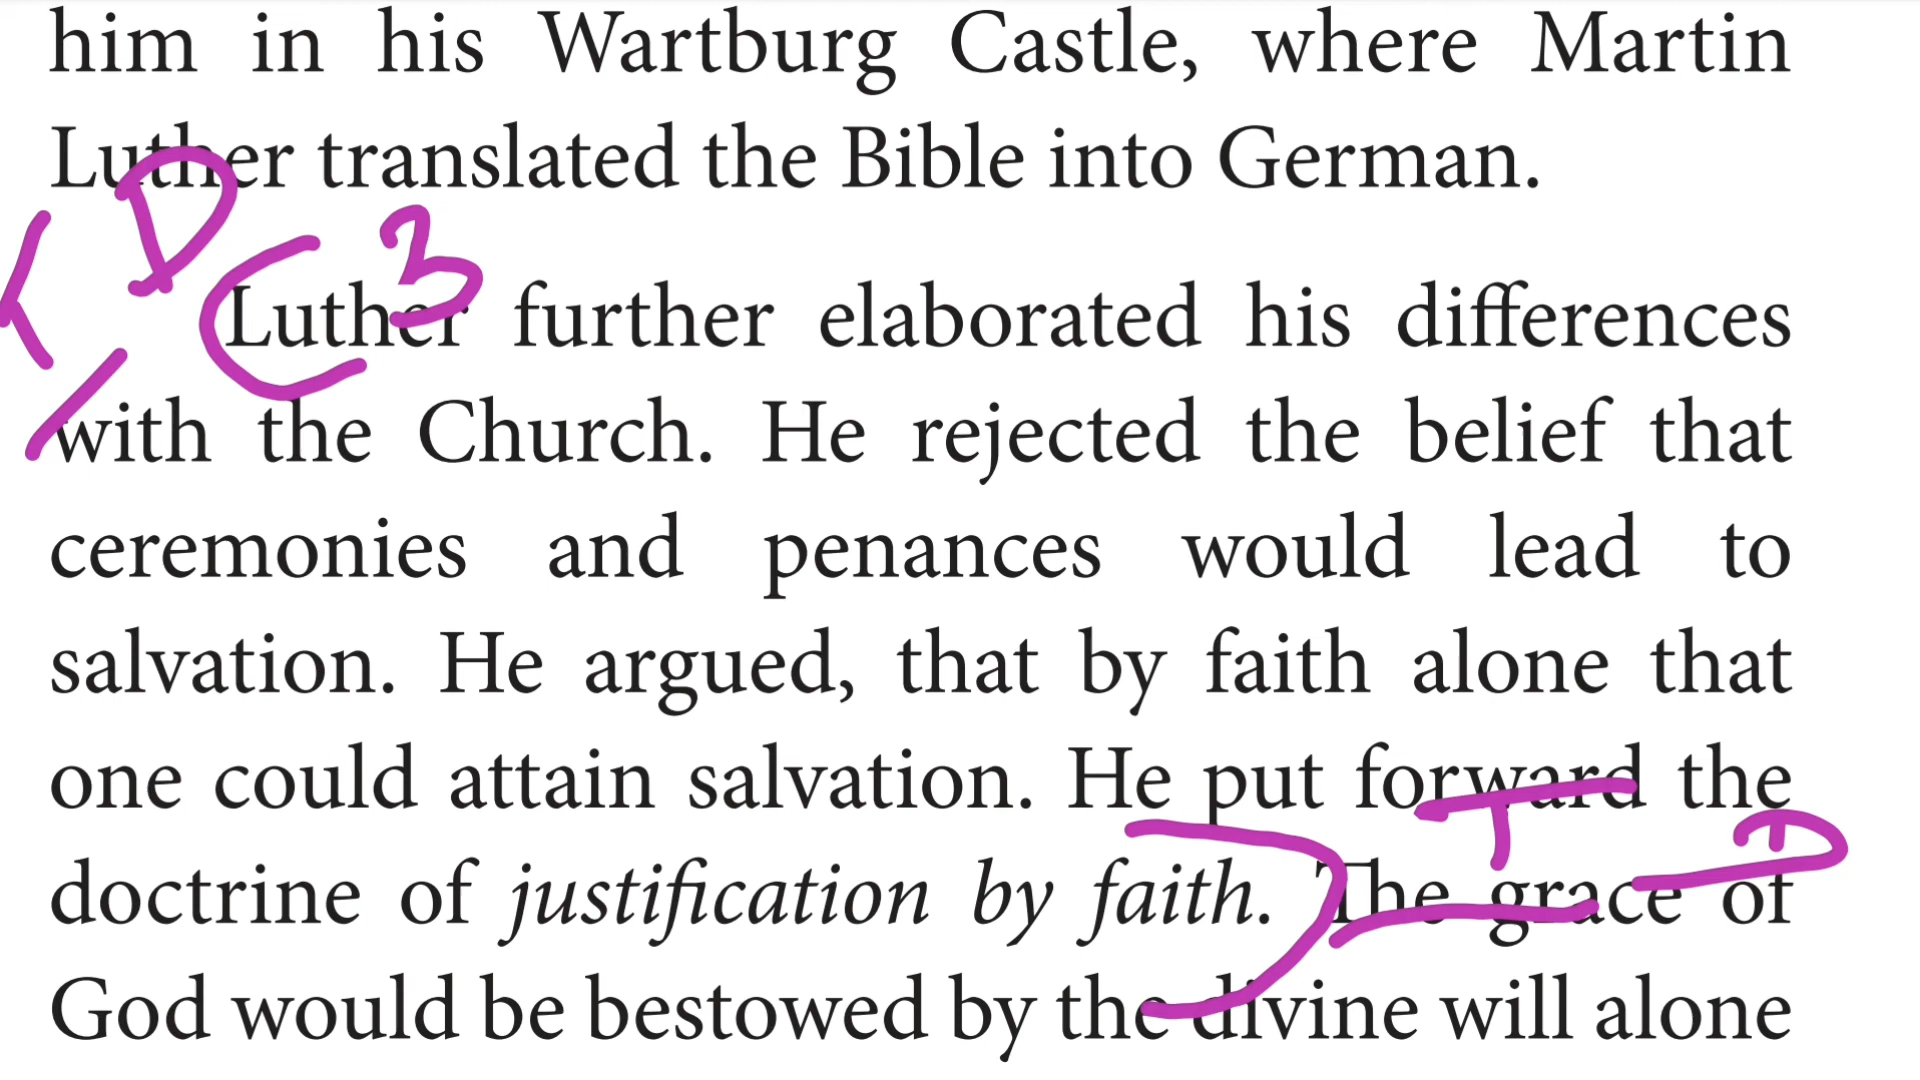 him in his Wartburg Castle, where Martin
Luther translated the Bible into German.
D
3
Luther further elaborated his differences
with the Church. He rejected the belief that
ceremonies and penances would lead to
salvation. He argued, that by faith alone that
one could attain salvation. He put forward the
doctrine of justification by faith. The grace of
God would be bestowed by the divine will alone